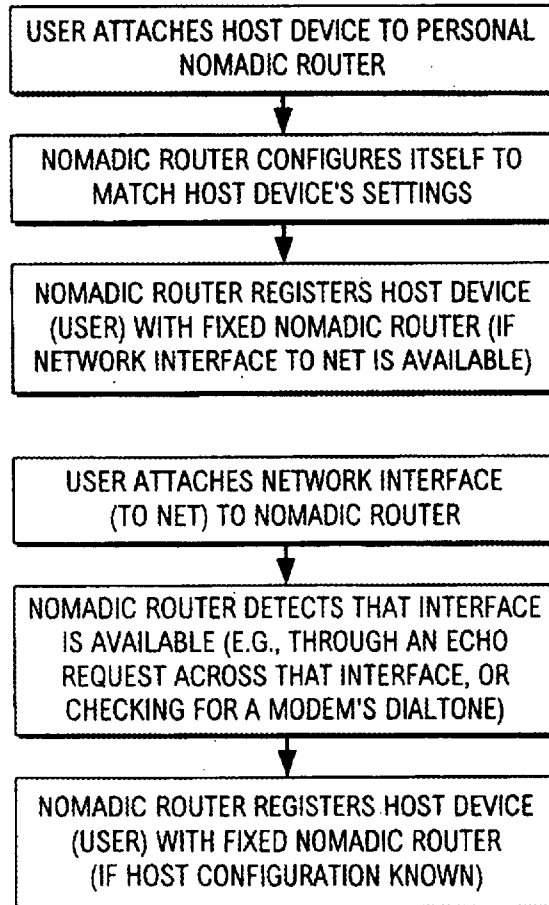 USER ATTACHES HOST DEVICE TO PERSONAL
NOMADIC ROUTER
NOMADIC ROUTER CONFIGURES ITSELF TO
MATCH HOST DEVICE'S SETTINGS
NOMADIC ROUTER REGISTERS HOST DEVICE
(USER) WITH FIXED NOMADIC ROUTER (IF
NETWORK INTERFACE TO NET IS AVAILABLE)
USER ATTACHES NETWORK INTERFACE
(TO NET) TO NOMADIC ROUTER
NOMADIC ROUTER DETECTS THAT INTERFACE
IS AVAILABLE (E.G., THROUGH AN ECHO
REQUEST ACROSS THAT INTERFACE, OR
CHECKING FOR A MODEM'S DIALTONE)
NOMADIC ROUTER REGISTERS HOST DEVICE
(USER) WITH FIXED NOMADIC ROUTER
(IF HOST CONFIGURATION KNOWN)